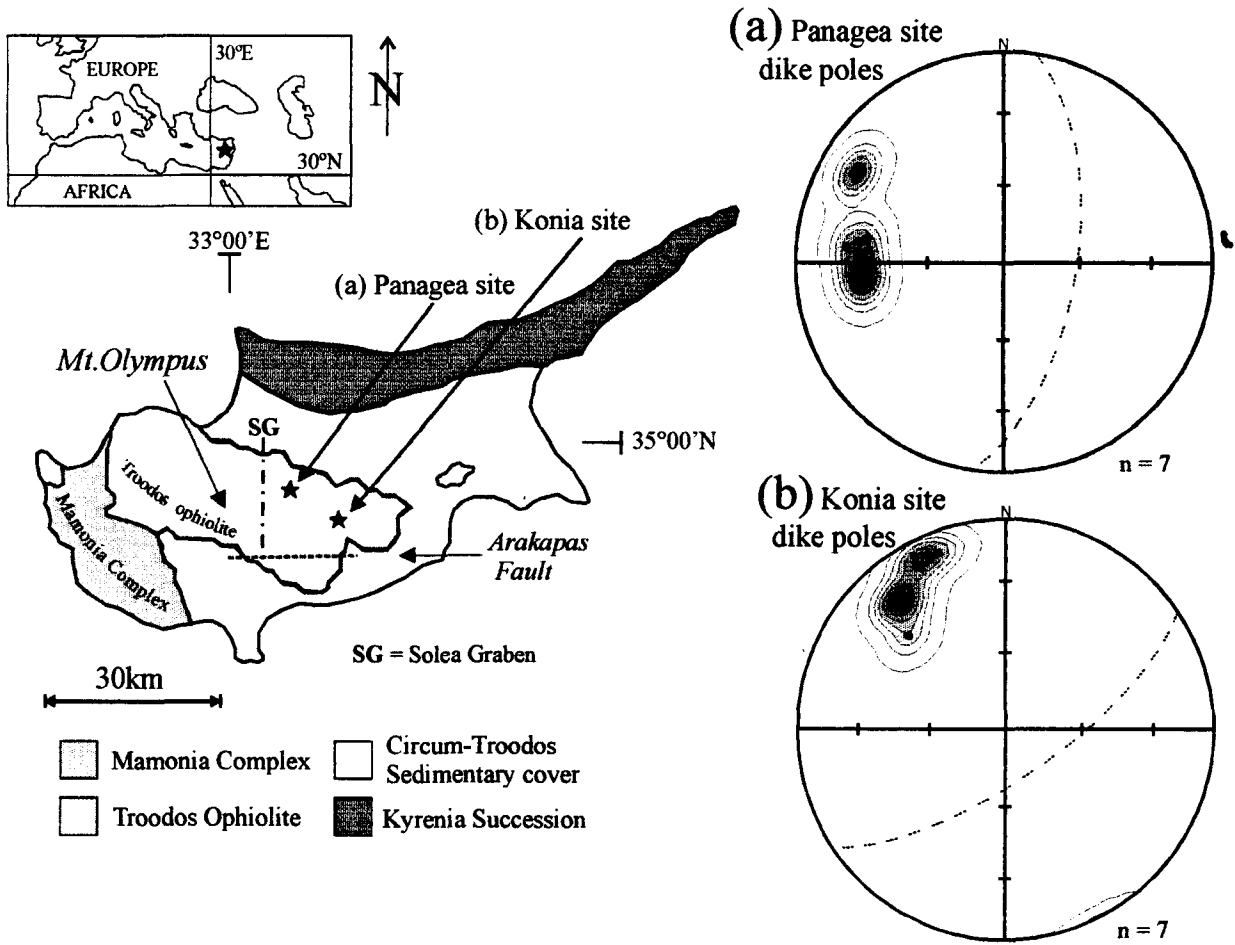 30ºE
EUROPE
N
30ºN
AFRICA
33°00'E
(b) Konia site
(a) Panagea site
Mt.Olympus
SG
35°00'N
Troodos ophiolite
Mamonia Complex
Arakapas
Fault
SG = Solea Graben
30km
Mamonia Complex
Circum-Troodos
Sedimentary cover
Troodos Ophiolite
Kyrenia Succession
(a) Panagea site
dike poles
N
n = 7
(b) Konia site
dike poles
N
n = 7